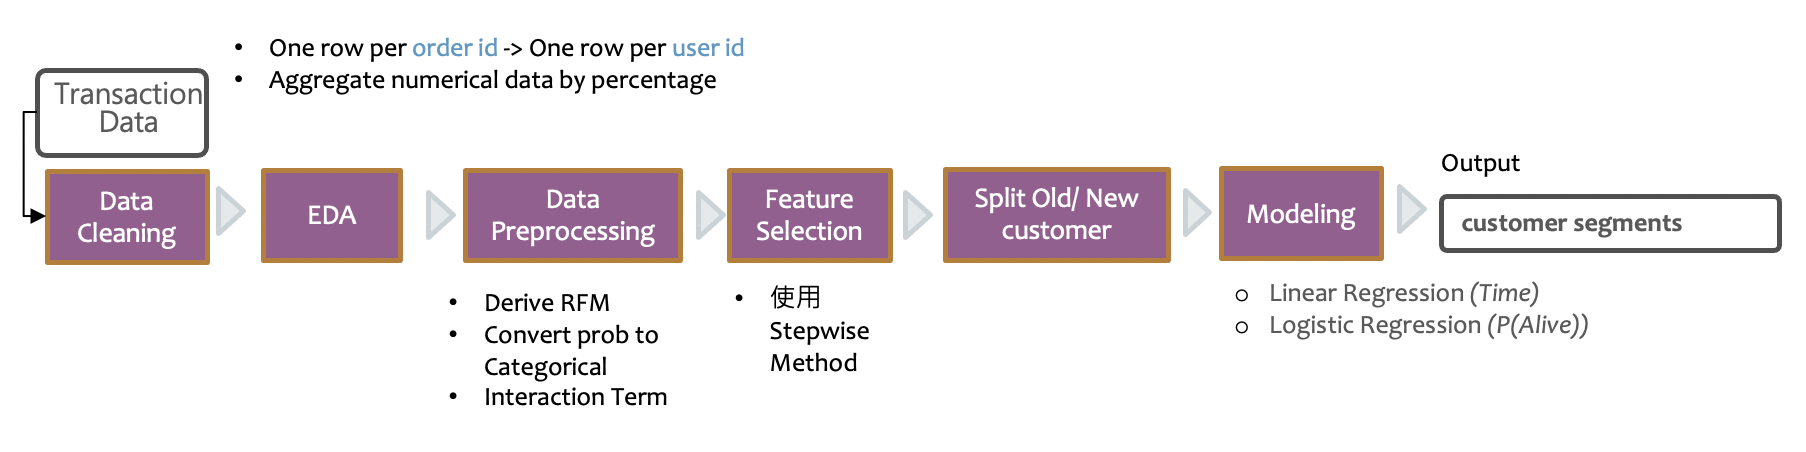 • One row per order id -> One row per user id
• Aggregate numerical data by percentage
Transaction
Data
Data
Cleaning
EDA
Data
Preprocessing
Feature
Selection
Split Old/ New
customer
Modeling
Output
customer segments
• Derive RFM
• Convert prob to
Categorical
• Interaction Term
• 使用
Stepwise
Method
o Linear Regression (Time)
o Logistic Regression (P(Alive))